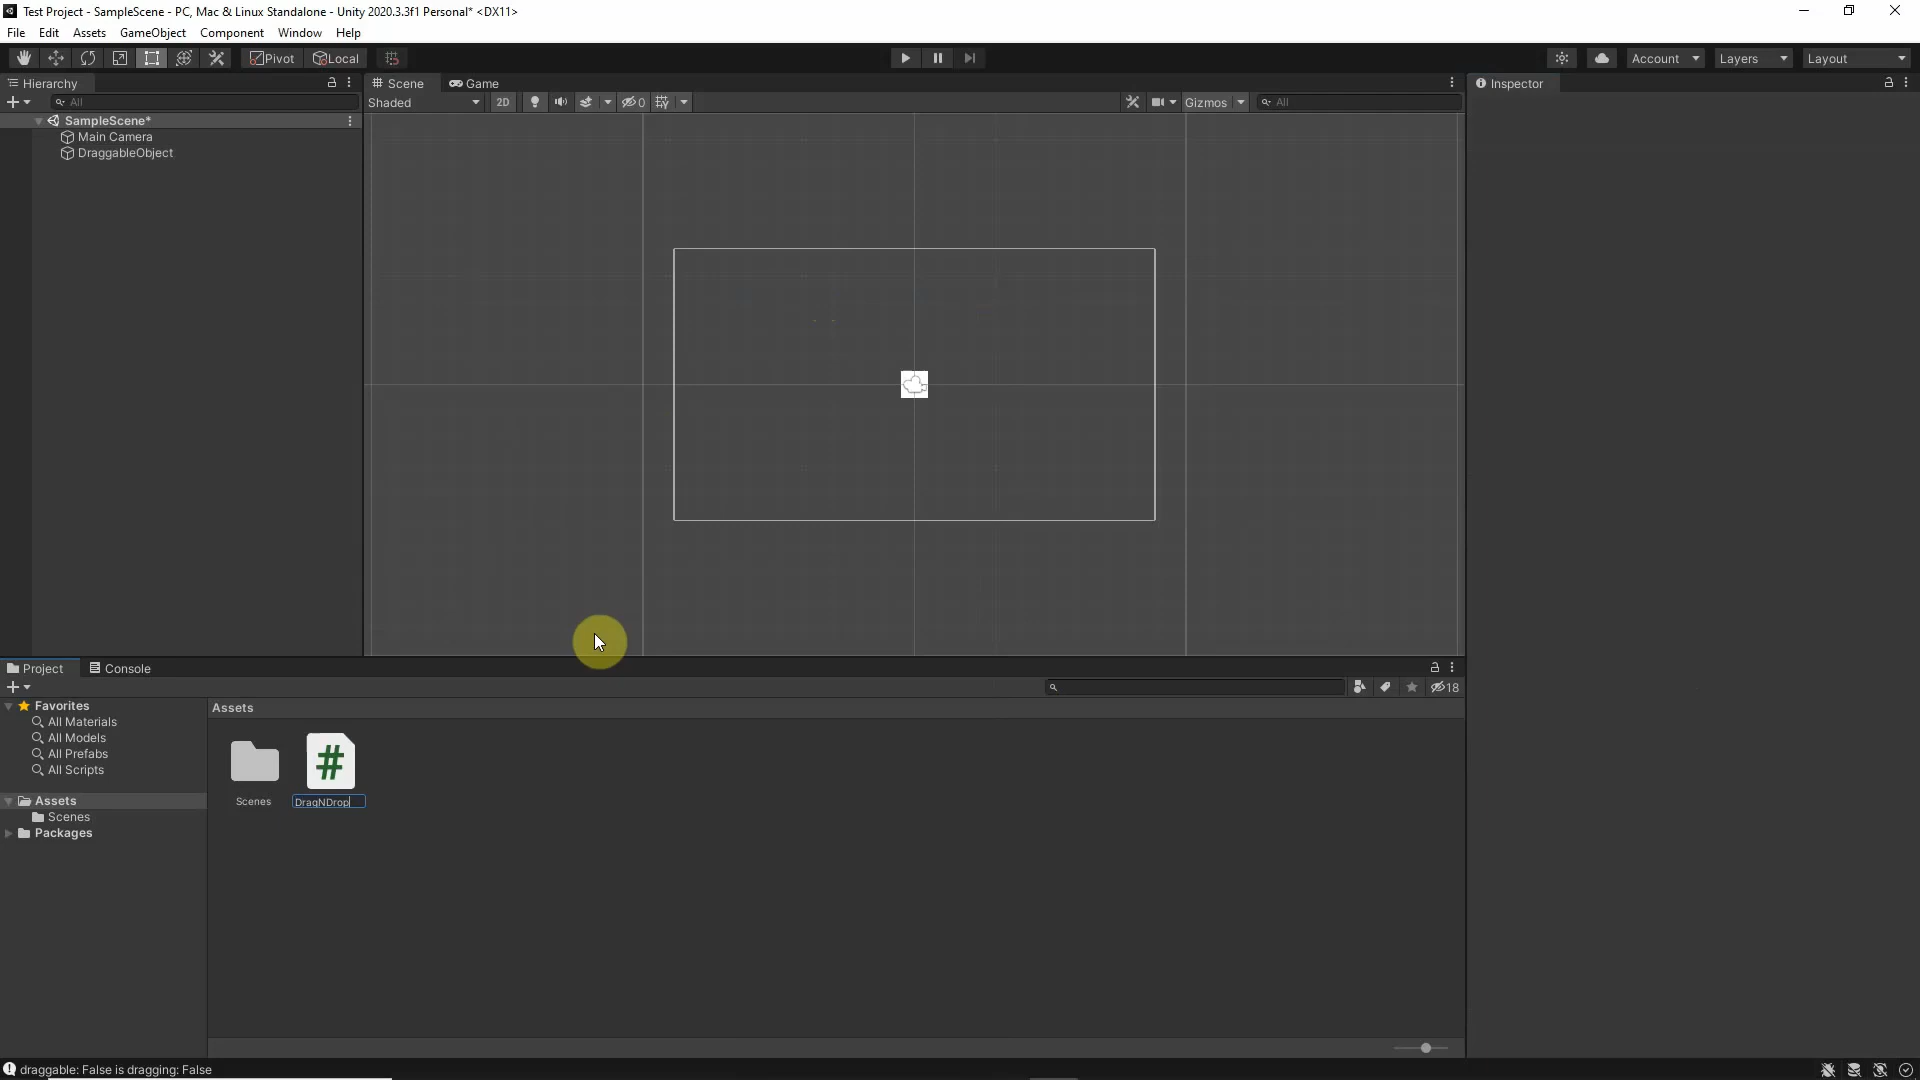 Test Project - SampleScene - PC, Mac & Linux Standalone - Unity 2020.3.3f1 Personal* <DX11>
File Edit Assets GameObject Component Window Help
Pivot Local Account Layers Layout
Hierarchy Scene Game Inspector
All Shaded 2D 0 Gizmos All
SampleScene*
Main Camera
DraggableObject
Project Console
18
Favorites Assets
All Materials
All Models
All Prefabs
All Scripts
Assets
Scenes
Packages
Scenes DragNDrop
draggable: False is dragging: False